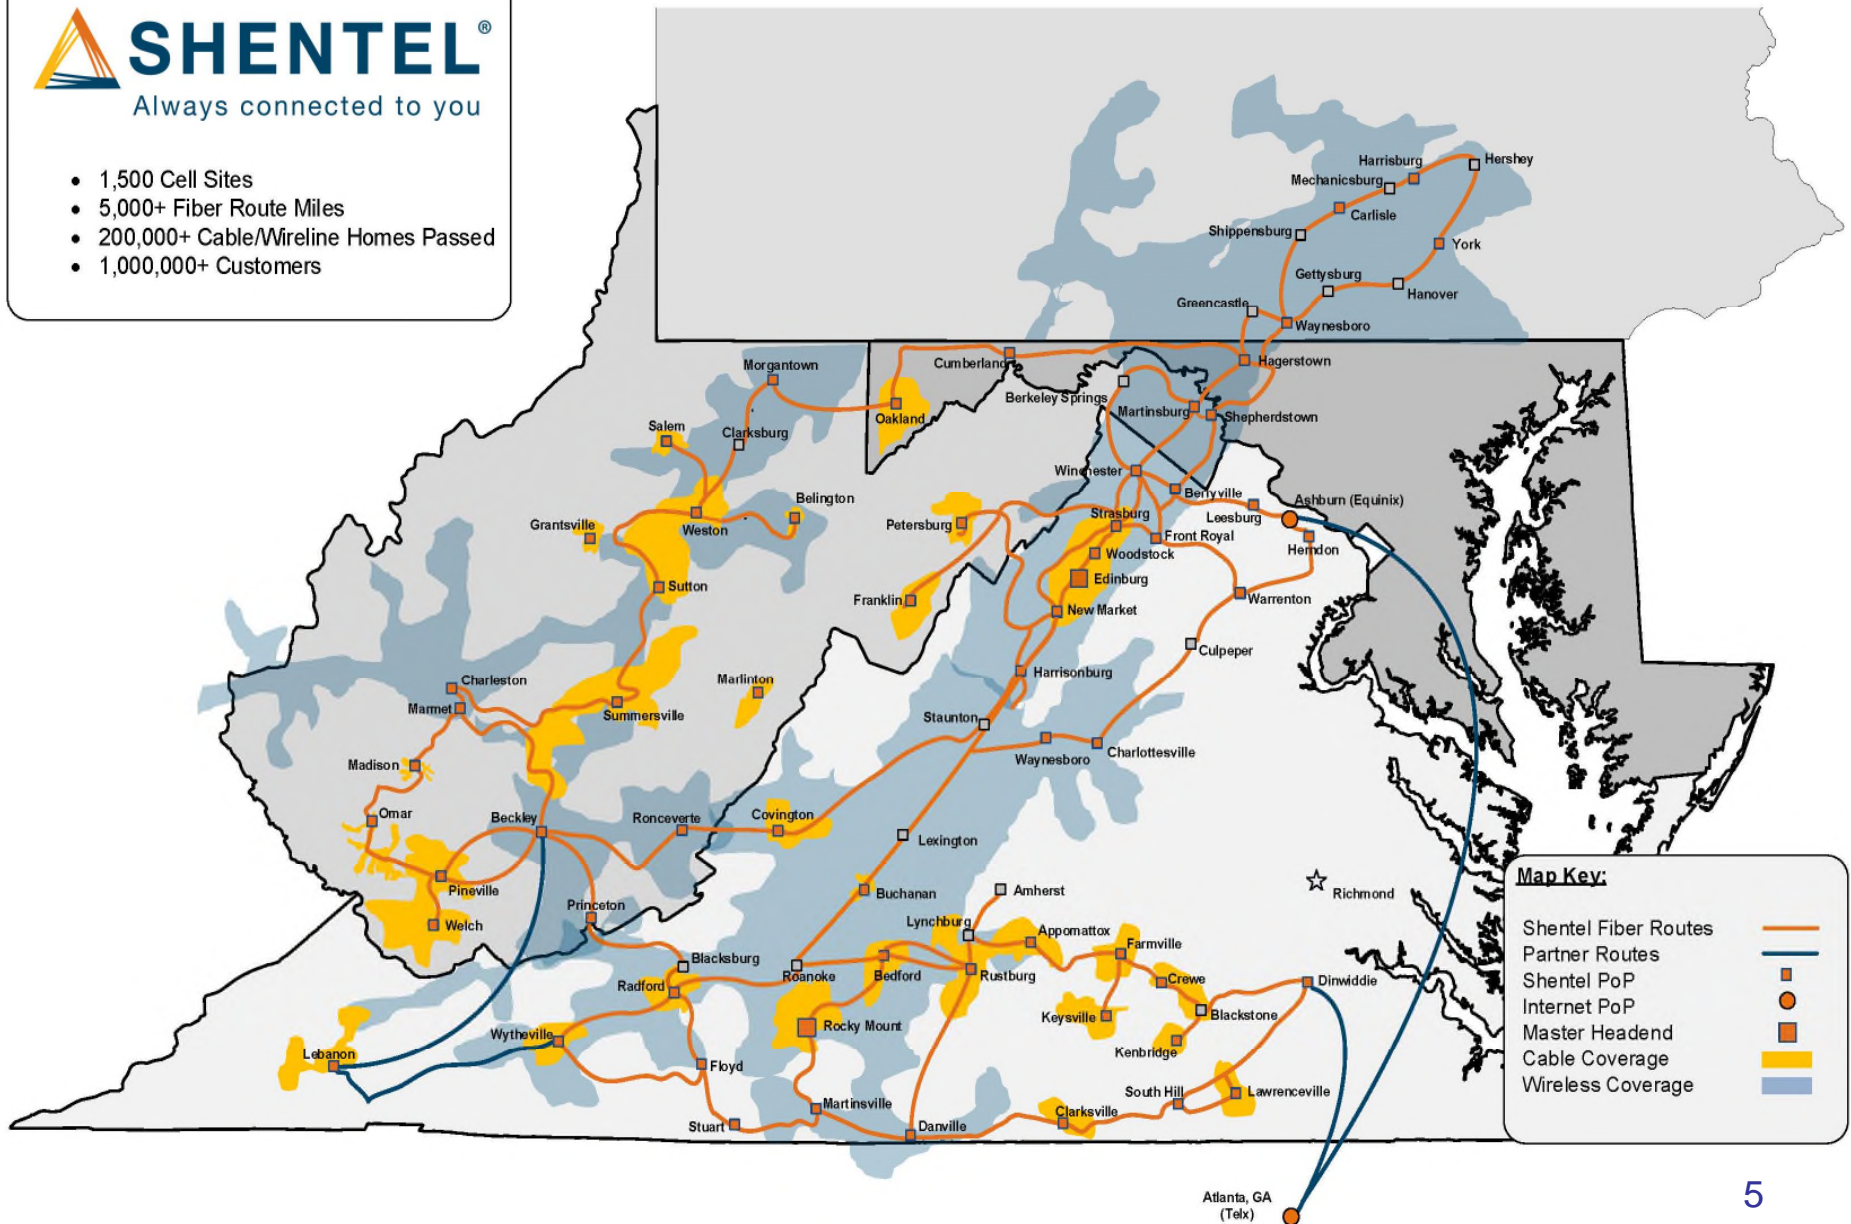 SHENTEL®
Always connected to you
• 1,500 Cell Sites
• 5,000+ Fiber Route Miles
• 200,000+ Cable/Wireline Homes Passed
• 1,000,000+ Customers
Harrisburg
Hershey
Mechanicsburg
Carlisle
Shippensburg
York
Gettysburg
Hanover
Greencastle
Waynesboro
Morgantown
Cumberland
Hagerstown
Berkeley Springs
Oakland
Martinsburg
Shepherdstown
Salem
Clarksburg
Winchester
Berryville
Belington
Ashburn (Equinix)
Grantsville
Weston
Petersburg
Strasburg
Leesburg
Front Royal
Herndon
Woodstock
Sutton
Edinburg
Franklin
New Market
Warrenton
Culpeper
Charleston
Marlinton
Harrisonburg
Marmet
Summersville
Staunton
Madison
Waynesboro
Charlottesville
Omar
Beckley
Ronceverte
Covington
Lexington
Pineville
Buchanan
Amherst
Richmond
Princeton
Welch
Lynchburg
Appomattox
Farmville
Blacksburg
Roanoke
Bedford
Rustburg
Radford
Crewe
Dinwiddie
Keysville
Blackstone
Rocky Mount
Wytheville
Kenbridge
Lebanon
Floyd
South Hill
Lawrenceville
Martinsville
Clarksville
Stuart
Danville
Atlanta, GA
(Telx)
Map Key:
Shentel Fiber Routes
Partner Routes
Shentel PoP
Internet PoP
Master Headend
Cable Coverage
Wireless Coverage
5